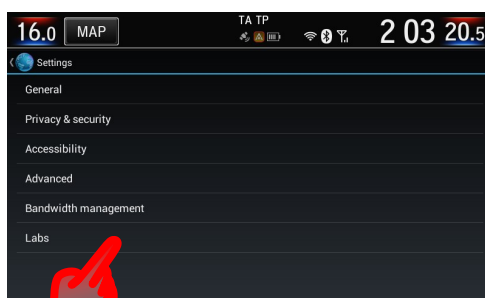 TA TP
16.0 MAP 2 03 20.5
Settings
General
Privacy & security
Accessibility
Advanced
Bandwidth management
Labs